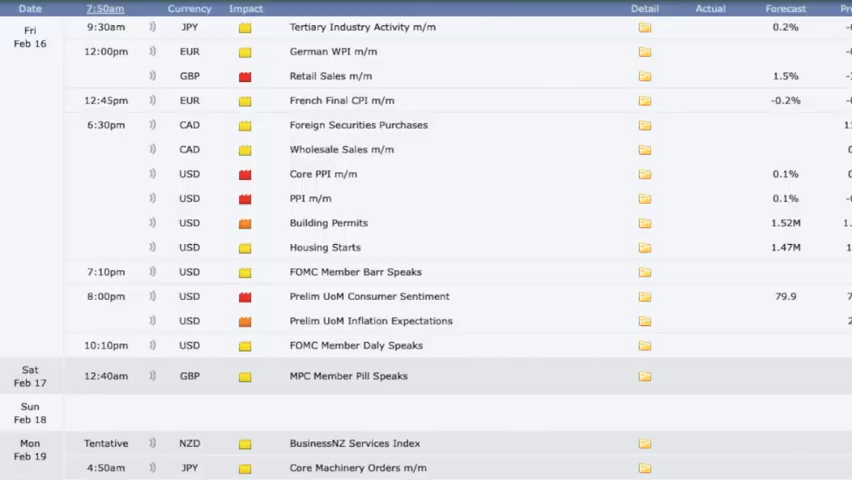 Date 7:50am Currency Impact Detail Actual Forecast Pr
Fri
Feb 16
9:30am JPY Tertiary Industry Activity m/m 0.2%
12:00pm EUR German WPI m/m
GBP Retail Sales m/m 1.5%
12:45pm EUR French Final CPI m/m -0.2%
6:30pm CAD Foreign Securities Purchases
CAD Wholesale Sales m/m
USD Core PPI m/m 0.1%
USD PPI m/m 0.1%
USD Building Permits 1.52M
USD Housing Starts 1.47M
7:10pm USD FOMC Member Barr Speaks
8:00pm USD Prelim UoM Consumer Sentiment 79.9
USD Prelim UoM Inflation Expectations
10:10pm USD FOMC Member Daly Speaks
Sat
Feb 17
12:40am GBP MPC Member Pill Speaks
Sun
Feb 18
Mon
Feb 19
Tentative NZD BusinessNZ Services Index
4:50am JPY Core Machinery Orders m/m